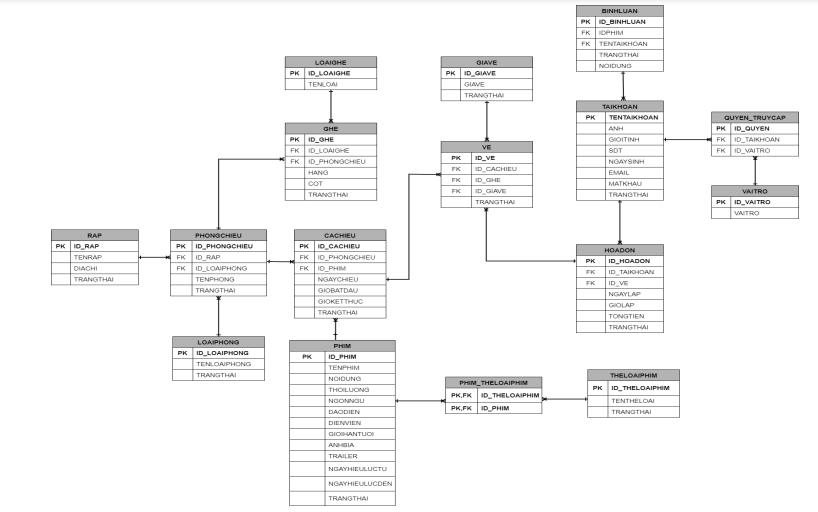 BINHLUAN
PK ID_BINHLUAN
FK IDPHIM
FK TENTAIKHOAN
TRANGTHAI
NOIDUNG
LOAIGHE
PK ID_LOAIGHE
TENLOAI
GIAVE
PK ID_GIAVE
GIAVE
TRANGTHAI
TAIKHOAN
PK TENTAIKHOAN
ANH
GIOITINH
SDT
NGAYSINH
EMAIL
MATKHAU
TRANGTHAI
QUYEN_TRUYCAP
PK ID_QUYEN
FK ID_TAIKHOAN
FK ID_VAITRO
GHE
PK ID_GHE
FK ID_LOAIGHE
FK ID_PHONGCHIEU
HANG
COT
TRANGTHAI
VE
PK ID_VE
FK ID_CACHIEU
FK ID_GHE
FK ID_GIAVE
TRANGTHAI
VAITRO
PK ID_VAITRO
VAITRO
RAP
PK ID_RAP
TENRAP
DIACHI
TRANGTHAI
PHONGCHIEU
PK ID_PHONGCHIEU
FK ID_RAP
FK ID_LOAIPHONG
TENPHONG
TRANGTHAI
CACHIEU
PK ID_CACHIEU
FK ID_PHONGCHIEU
FK ID_PHIM
NGAYCHIEU
GIOBATDAU
GIOKETTHUC
TRANGTHAI
HOADON
PK ID_HOADON
FK ID_TAIKHOAN
FK ID_VE
NGAYLAP
GIOLAP
TONGTIEN
TRANGTHAI
LOAIPHONG
PK ID_LOAIPHONG
TENLOAIPHONG
TRANGTHAI
PHIM
PK ID_PHIM
TENPHIM
NOIDUNG
THOILUONG
NGONNGU
DAODIEN
DIENVIEN
GIOIHANTUOI
ANHBIA
TRAILER
NGAYHIEULUCTU
NGAYHIEULUCDEN
TRANGTHAI
PHIM_THELOAIPHIM
PK,FK ID_THELOAIPHIM
PK,FK ID_PHIM
THELOAIPHIM
PK ID_THELOAIPHIM
TENTHELOAI
TRANGTHAI